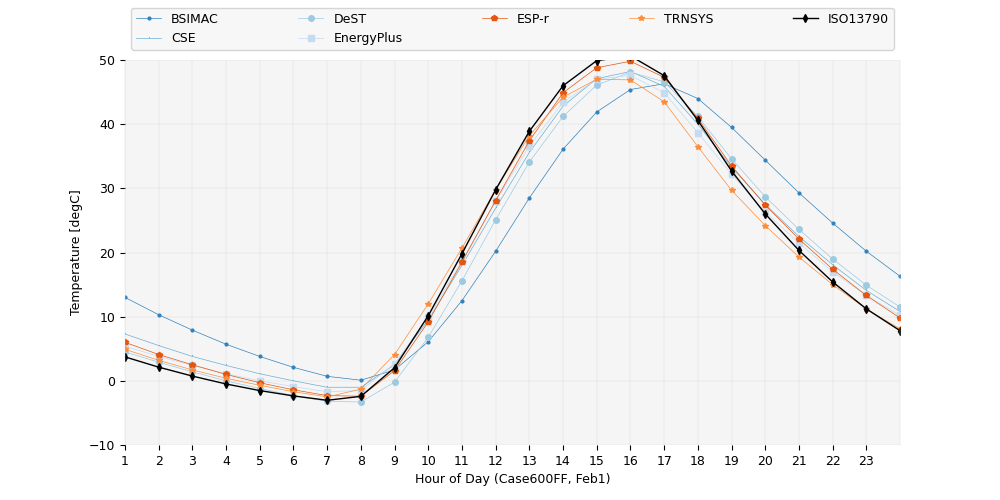 BSIMAC DeST ESP-r TRNSYS ISO13790
CSE EnergyPlus
50
40
30
20
10
0
−10
Temperature [degC]
1 2 3 4 5 6 7 8 9 10 11 12 13 14 15 16 17 18 19 20 21 22 23
Hour of Day (Case600FF, Feb1)